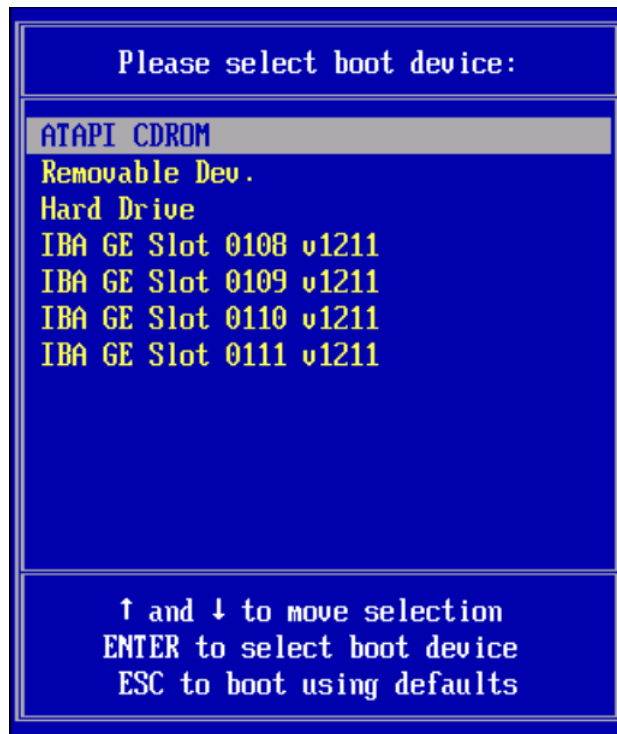 Please select boot device:
ATAPI CDROM
Removable Dev.
Hard Drive
IBA GE Slot 0108 v1211
IBA GE Slot 0109 v1211
IBA GE Slot 0110 v1211
IBA GE Slot 0111 v1211
↑ and ↓ to move selection
ENTER to select boot device
ESC to boot using defaults